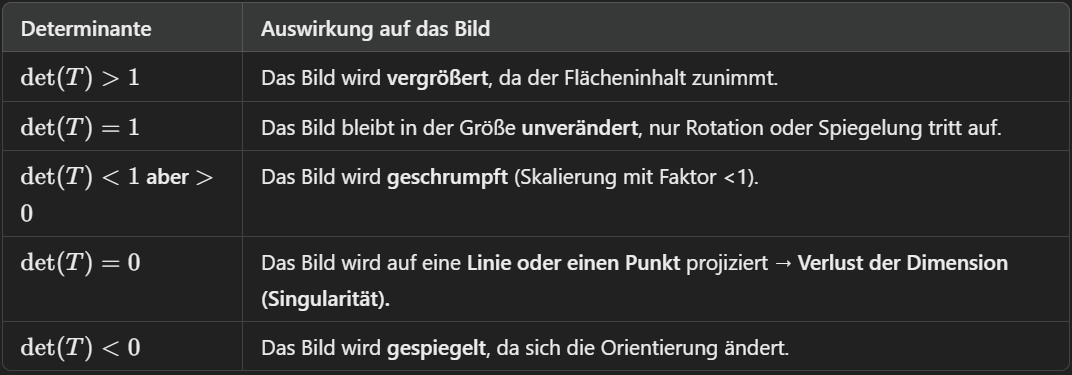 Determinante Auswirkung auf das Bild
det(T) > 1 Das Bild wird vergrößert, da der Flächeninhalt zunimmt.
det(T) = 1 Das Bild bleibt in der Größe unverändert, nur Rotation oder Spiegelung tritt auf.
det(T) < 1 aber > Das Bild wird geschrumpft (Skalierung mit Faktor <1).
0
det(T) = 0 Das Bild wird auf eine Linie oder einen Punkt projiziert → Verlust der Dimension
(Singularität).
det(T) < 0 Das Bild wird gespiegelt, da sich die Orientierung ändert.